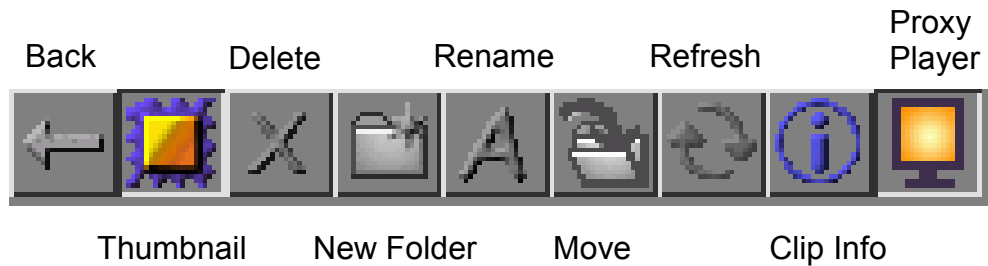 Proxy
Back Delete Rename Refresh Player
Thumbnail New Folder Move Clip Info